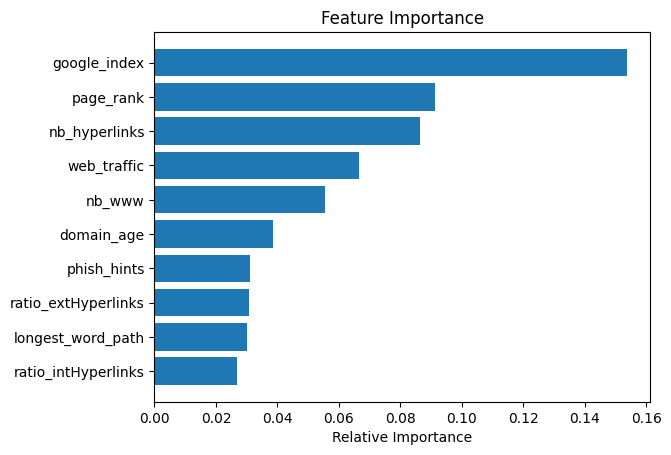 Feature Importance
google_index
page_rank
nb_hyperlinks
web_traffic
nb_www
domain_age
phish_hints
ratio_extHyperlinks
longest_word_path
ratio_intHyperlinks
0.00 0.02 0.04 0.06 0.08 0.10 0.12 0.14 0.16
Relative Importance